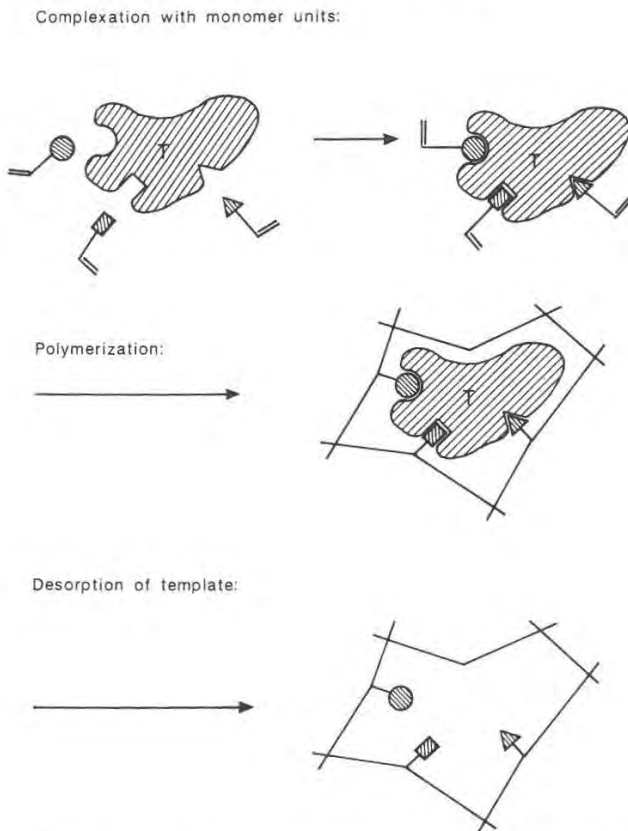 Complexation with monomer units:
T
T
Polymerization:
T
Desorption of template: